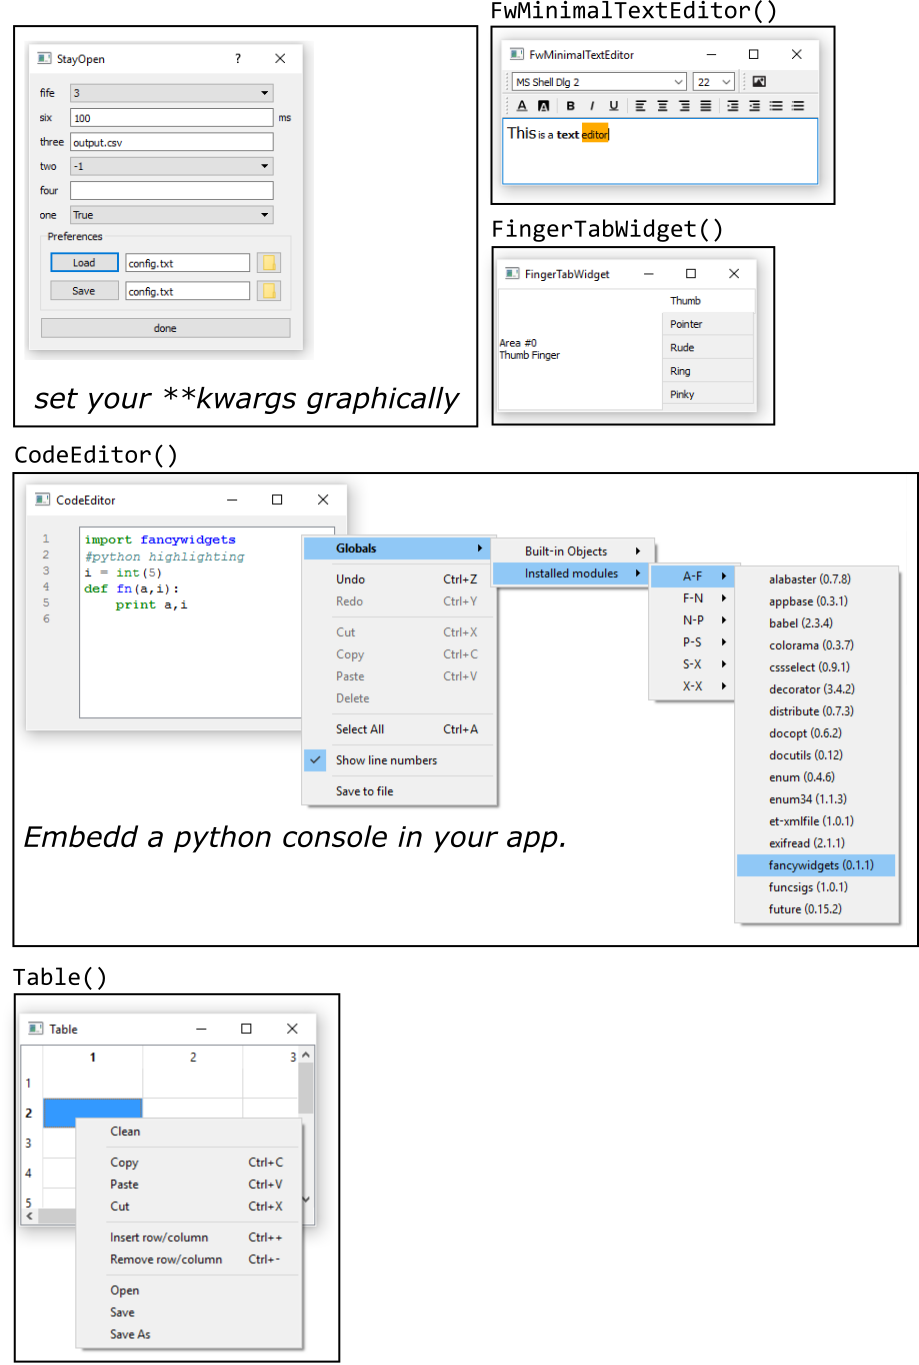 StayOpen ?
fife 3
six 100 ms
three output.csv
two -1
four
one True
Preferences
Load config.txt
Save config.txt
done
set your **kwargs graphically
FwMinimalTextEditor()
FwMinimalTextEditor
MS Shell Dlg 2 22
A A B I U
This is a text editor
FingerTabWidget()
FingerTabWidget
Thumb
Pointer
Rude
Ring
Pinky
Area #0
Thumb Finger
CodeEditor()
CodeEditor
1 import fancywidgets
2 #python highlighting
3 i = int(5)
4 def fn(a,i):
5 print a,i
6
Globals
Undo Ctrl+Z
Redo Ctrl+Y
Cut Ctrl+X
Copy Ctrl+C
Paste Ctrl+V
Delete
Select All Ctrl+A
Show line numbers
Save to file
Built-in Objects
Installed modules
A-F
F-N
N-P
P-S
S-X
X-X
alabaster (0.7.8)
appbase (0.3.1)
babel (2.3.4)
colorama (0.3.7)
cssselect (0.9.1)
decorator (3.4.2)
distribute (0.7.3)
docopt (0.6.2)
docutils (0.12)
enum (0.4.6)
enum34 (1.1.3)
et-xmlfile (1.0.1)
exifread (2.1.1)
fancywidgets (0.1.1)
funcsigs (1.0.1)
future (0.15.2)
Embedd a python console in your app.
Table()
Table
1 2 3
1
2
3
4
5
Clean
Copy Ctrl+C
Paste Ctrl+V
Cut Ctrl+X
Insert row/column Ctrl++
Remove row/column Ctrl+-
Open
Save
Save As